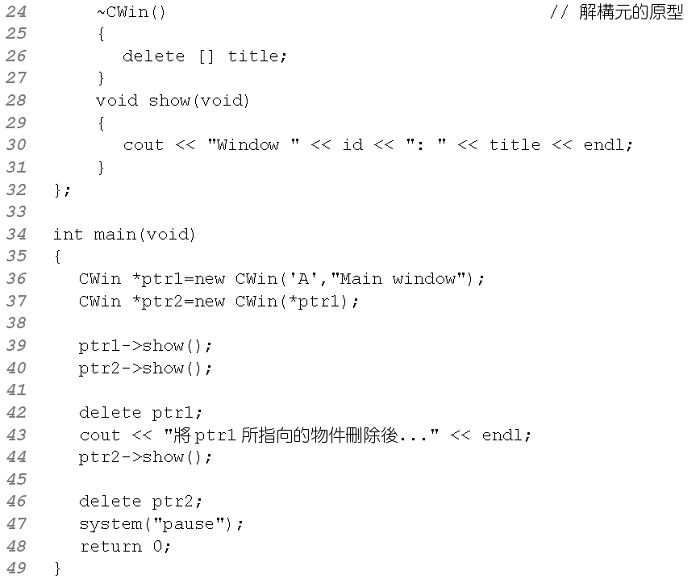 24 ~CWin() // 解構元的原型
25 {
26 delete [] title;
27 }
28 void show(void)
29 {
30 cout << "Window " << id << ": " << title << endl;
31 }
32 };
33
34 int main(void)
35 {
36 CWin *ptr1=new CWin('A',"Main window");
37 CWin *ptr2=new CWin(*ptr1);
38
39 ptr1->show();
40 ptr2->show();
41
42 delete ptr1;
43 cout << "將ptr1所指向的物件刪除後..." << endl;
44 ptr2->show();
45
46 delete ptr2;
47 system("pause");
48 return 0;
49 }